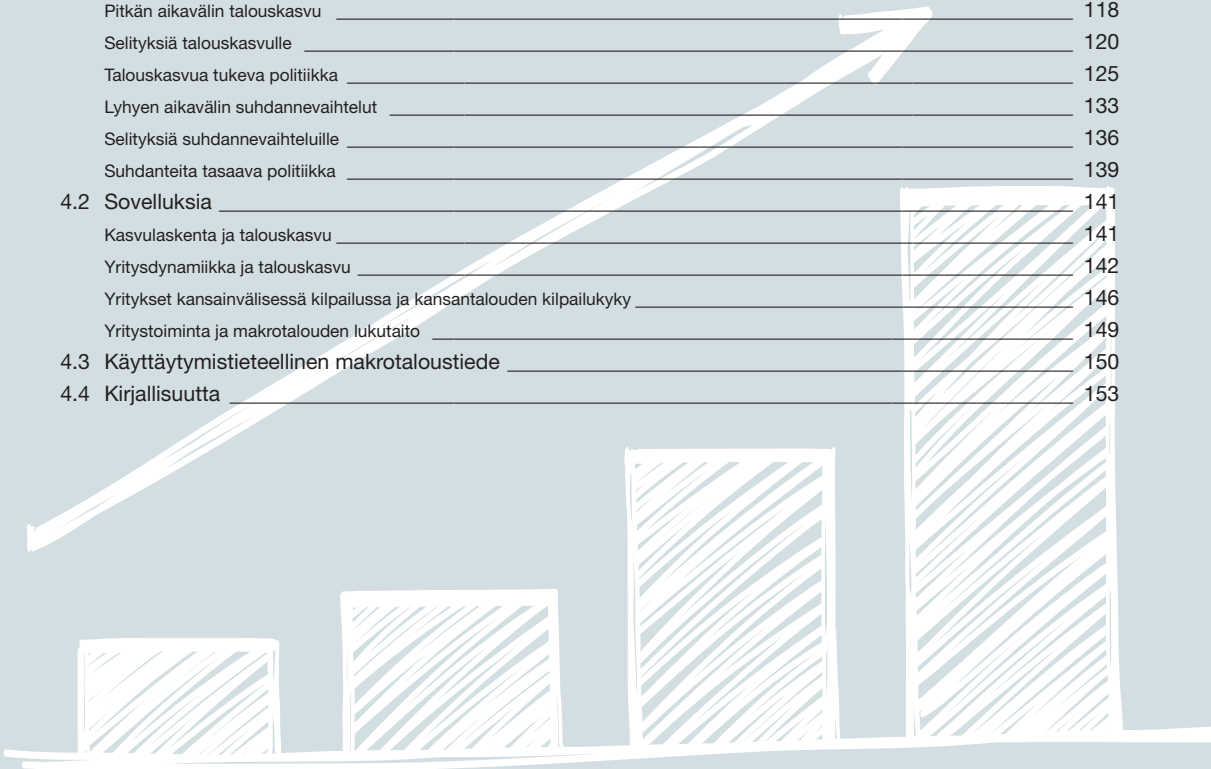 Pitkän aikavälin talouskasvu 118
Selityksiä talouskasvulle 120
Talouskasvua tukeva politiikka 125
Lyhyen aikavälin suhdannevaihtelut 133
Selityksiä suhdannevaihteluille 136
Suhdanteita tasaava politiikka 139
4.2 Sovelluksia 141
Kasvulaskenta ja talouskasvu 141
Yritysdynamiikka ja talouskasvu 142
Yritykset kansainvälisessä kilpailussa ja kansantalouden kilpailukyky 146
Yritystoiminta ja makrotalouden lukutaito 149
4.3 Käyttäytymistieteellinen makrotaloustiede 150
4.4 Kirjallisuutta 153